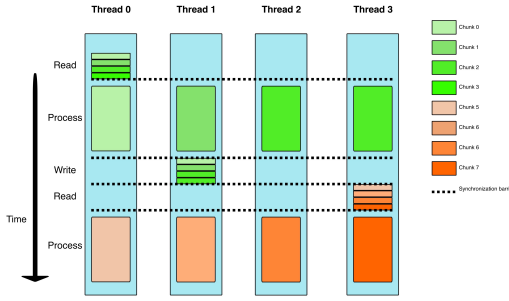 Thread 0
Thread 1
Thread 2
Thread 3
Read
Process
Write
Read
Process
Time
Chunk 0
Chunk 1
Chunk 2
Chunk 3
Chunk 5
Chunk 6
Chunk 6
Chunk 7
Synchronization barri